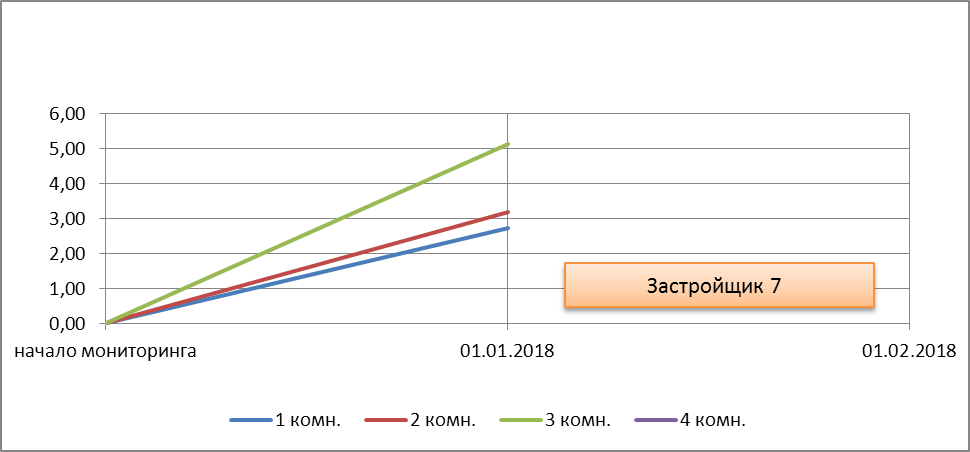 6,00
5,00
4,00
3,00
2,00
1,00
0,00
Застройщик 7
начало мониторинга 01.01.2018 01.02.2018
1 комн. 2 комн. 3 комн. 4 комн.